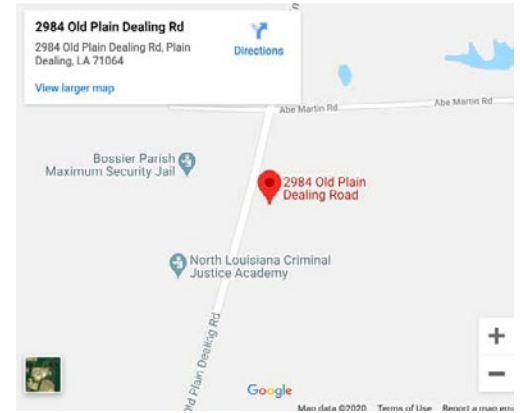 2984 Old Plain Dealing Rd
2984 Old Plain Dealing Rd, Plain
Dealing, LA 71064
Directions
View larger map
Abe Martin Rd
Abe Martin Rd
Bossier Parish
Maximum Security Jail
2984 Old Plain
Dealing Road
North Louisiana Criminal
Justice Academy
Old Plain Dealing Rd
+
−
Google
Map data ©2020 Terms of Use Report a map